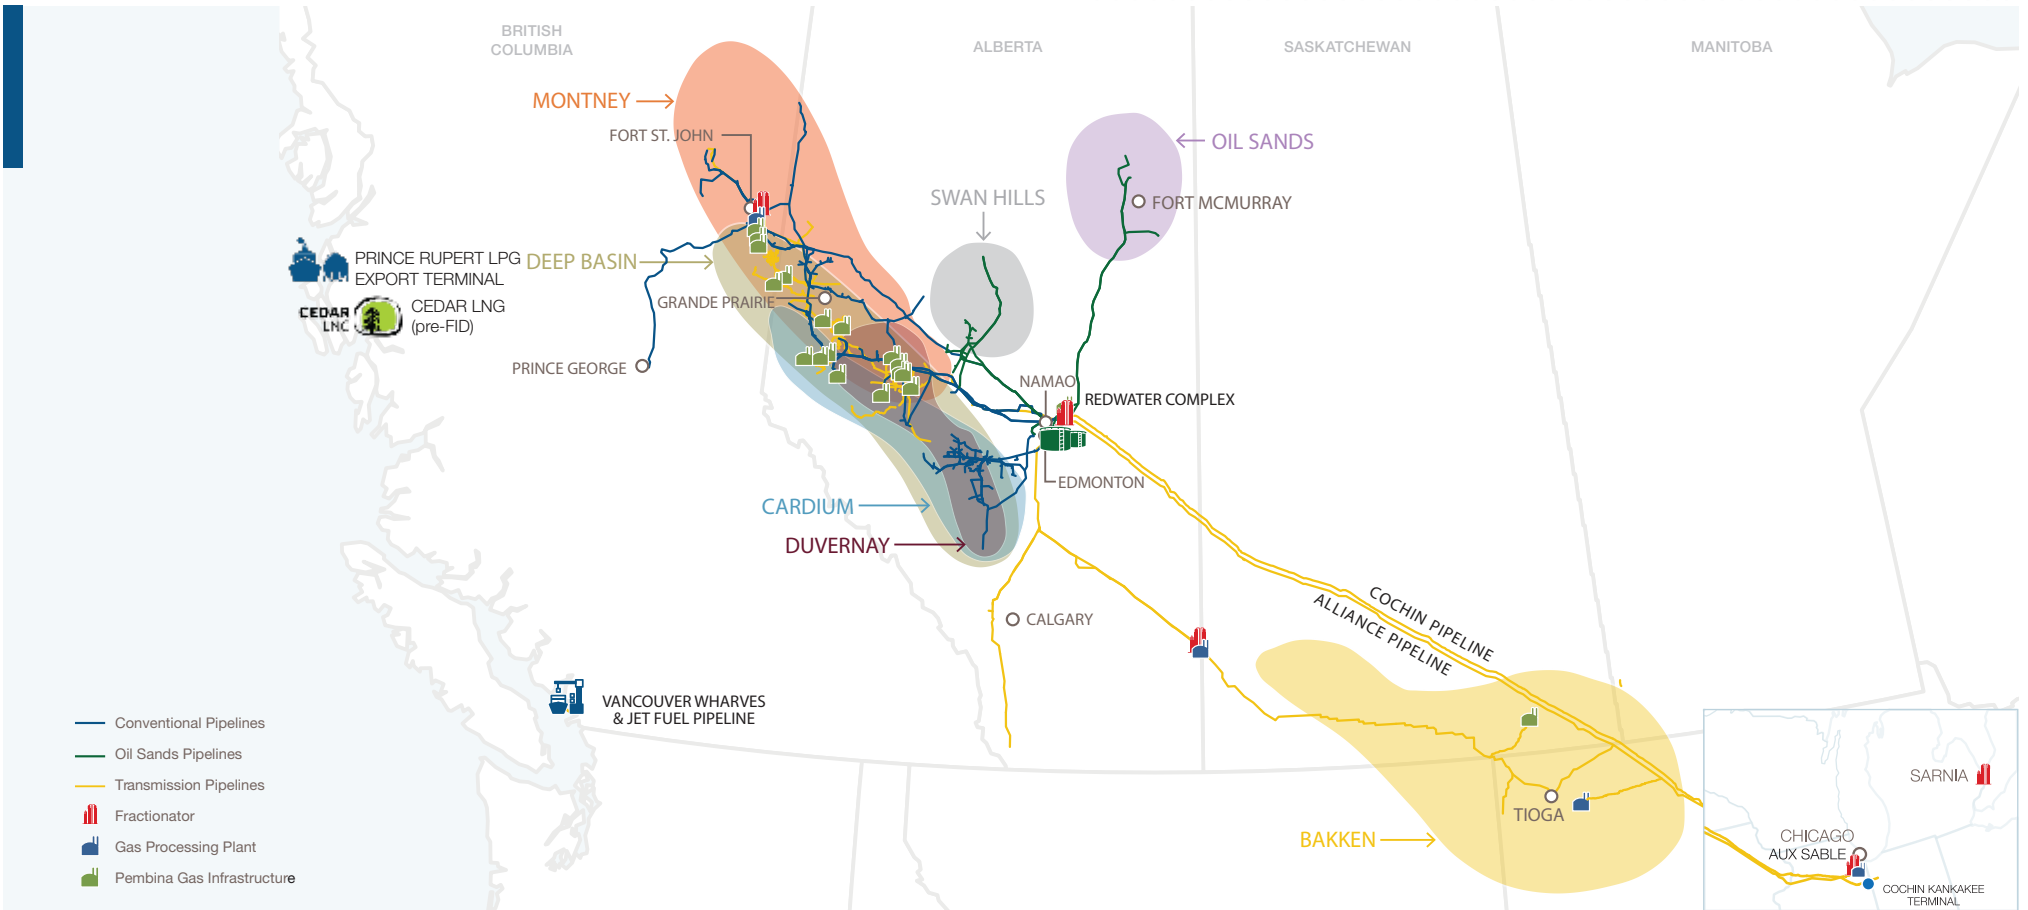 BRITISH
COLUMBIA
ALBERTA
SASKATCHEWAN
MANITOBA
MONTNEY
FORT ST. JOHN
OIL SANDS
SWAN HILLS
FORT MCMURRAY
PRINCE RUPERT LPG
EXPORT TERMINAL
DEEP BASIN
GRANDE PRAIRIE
CEDAR
LNG
CEDAR LNG
(pre-FID)
PRINCE GEORGE
NAMAO
REDWATER COMPLEX
EDMONTON
CARDIUM
DUVERNAY
COCHIN PIPELINE
ALLIANCE PIPELINE
CALGARY
VANCOUVER WHARVES
& JET FUEL PIPELINE
Conventional Pipelines
Oil Sands Pipelines
Transmission Pipelines
Fractionator
Gas Processing Plant
Pembina Gas Infrastructure
TIOGA
BAKKEN
SARNIA
CHICAGO
AUX SABLE
COCHIN KANKAKEE
TERMINAL